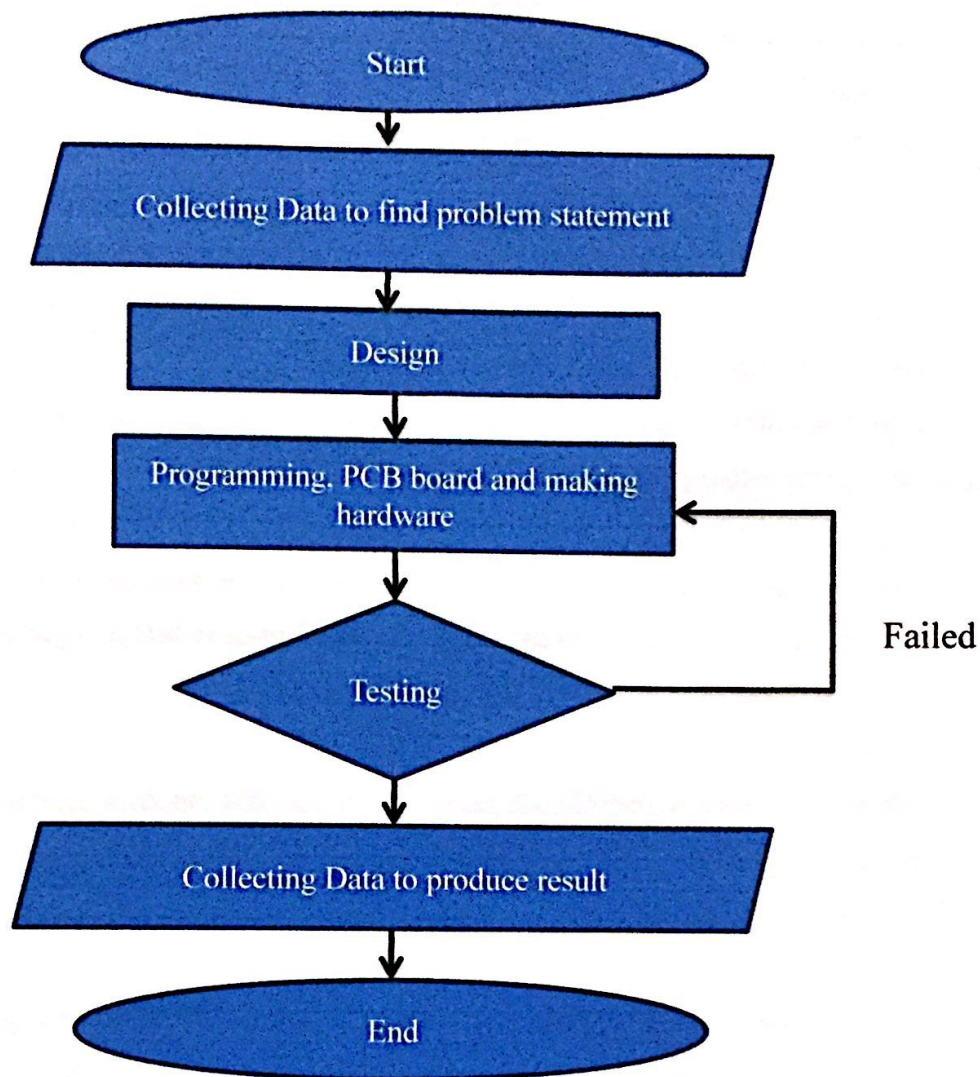 Start
Collecting Data to find problem statement
Design
Programming, PCB board and making
hardware
Failed
Testing
Collecting Data to produce result
End